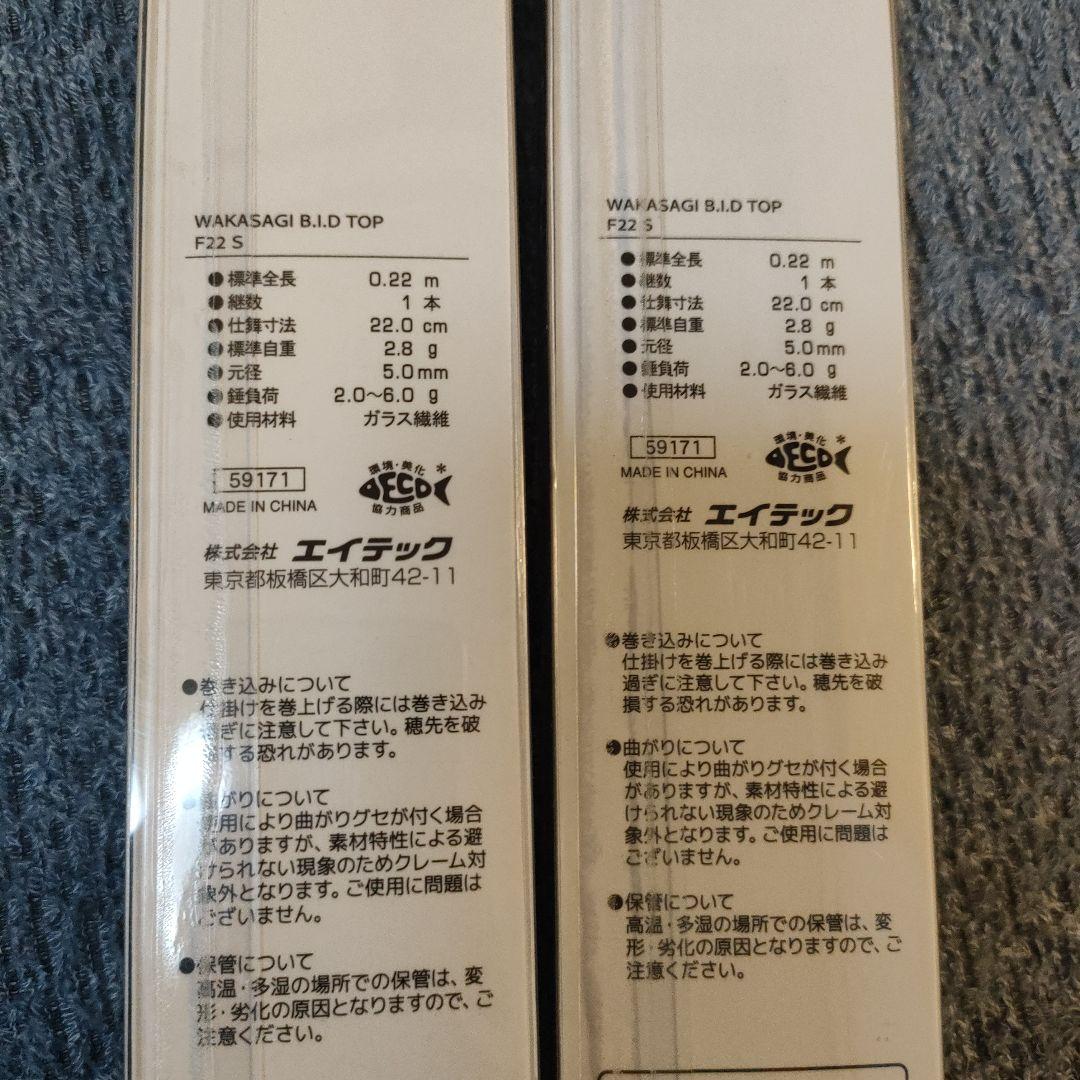 WAKASAGI B.I.D TOP
F22 S
●標準全長 0.22 m
●継数 1 本
●仕舞寸法 22.0 cm
●標準自重 2.8 g
●元径 5.0mm
●錘負荷 2.0〜6.0 g
●使用材料 ガラス繊維
59171
MADE IN CHINA
環境・美化
ECO
協力商品
株式会社 エイテック
東京都板橋区大和町42-11
●巻き込みについて
仕掛けを巻上げる際には巻き込み
過ぎに注意して下さい。穂先を破
損する恐れがあります。
●曲がりについて
使用により曲がりグセが付く場合
がありますが、素材特性による避
けられない現象のためクレーム対
象外となります。ご使用に問題は
ございません。
●保管について
高温・多湿の場所での保管は、変
形・劣化の原因となりますので、ご
注意ください。
WAKASAGI B.I.D TOP
F22 S
●標準全長 0.22 m
●継数 1 本
●仕舞寸法 22.0 cm
●標準自重 2.8 g
●元径 5.0mm
●錘負荷 2.0〜6.0 g
●使用材料 ガラス繊維
59171
MADE IN CHINA
環境・美化
ECO
協力商品
株式会社 エイテック
東京都板橋区大和町42-11
●巻き込みについて
仕掛けを巻上げる際には巻き込み
過ぎに注意して下さい。穂先を破
損する恐れがあります。
●曲がりについて
使用により曲がりグセが付く場合
がありますが、素材特性による避
けられない現象のためクレーム対
象外となります。ご使用に問題は
ございません。
●保管について
高温・多湿の場所での保管は、変
形・劣化の原因となりますので、ご
注意ください。